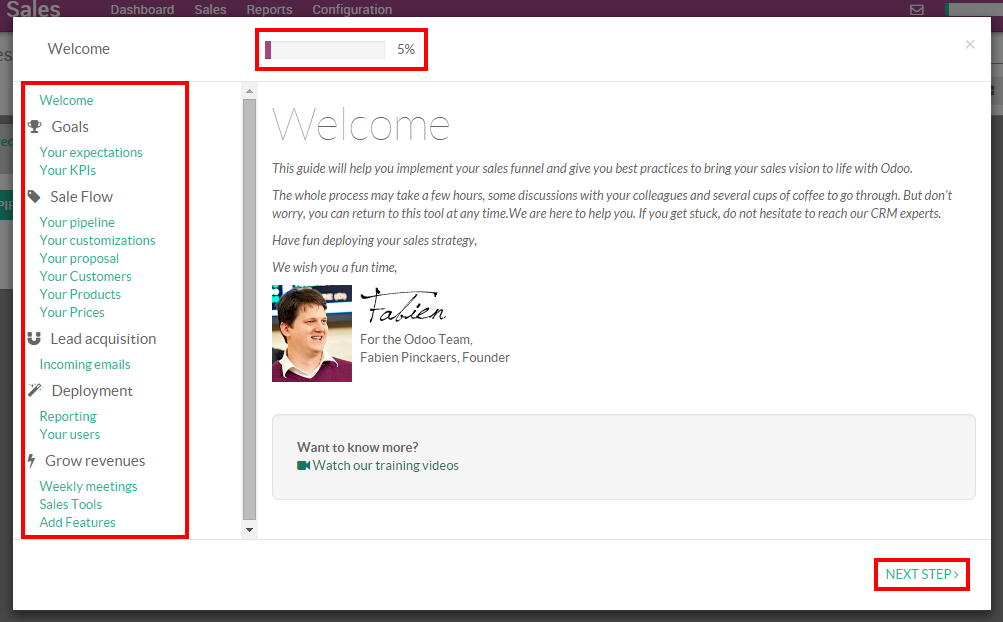 Sales
Dashboard
Sales
Reports
Configuration
Welcome
5%
×
Welcome
Goals
Your expectations
Your KPIs
Sale Flow
Your pipeline
Your customizations
Your proposal
Your Customers
Your Products
Your Prices
Lead acquisition
Incoming emails
Deployment
Reporting
Your users
Grow revenues
Weekly meetings
Sales Tools
Add Features
Welcome
This guide will help you implement your sales funnel and give you best practices to bring your sales vision to life with Odoo.
The whole process may take a few hours, some discussions with your colleagues and several cups of coffee to go through. But don't
worry, you can return to this tool at any time.We are here to help you. If you get stuck, do not hesitate to reach our CRM experts.
Have fun deploying your sales strategy,
We wish you a fun time,
Fabien
For the Odoo Team,
Fabien Pinckaers, Founder
Want to know more?
Watch our training videos
NEXT STEP ›